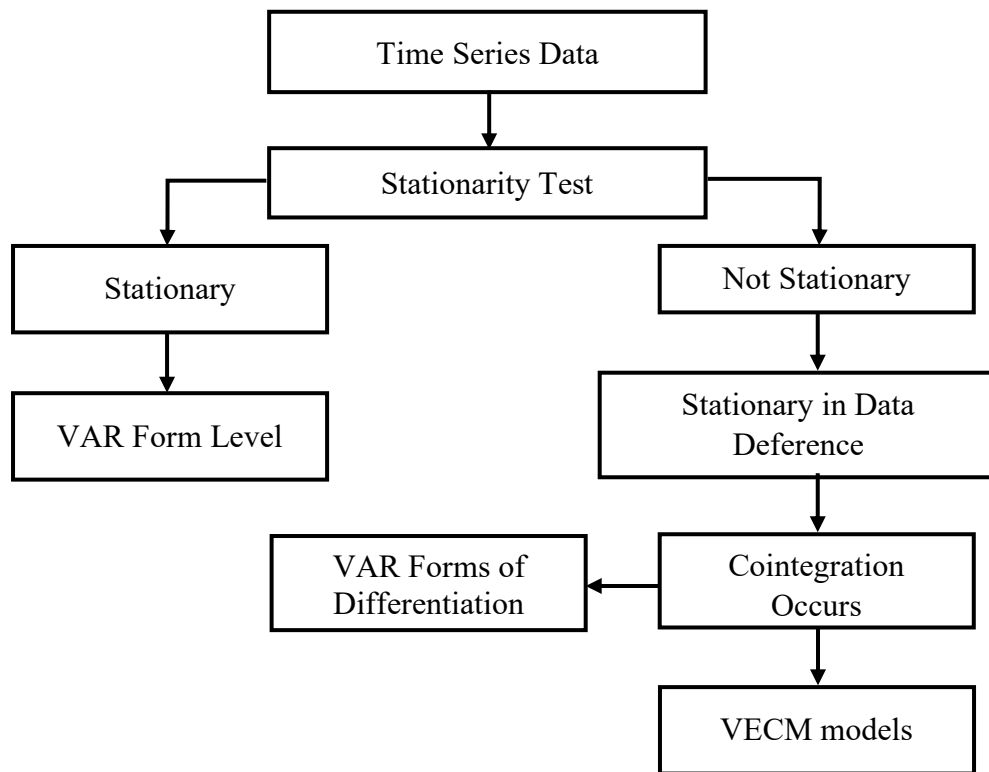 Time Series Data
Stationarity Test
Stationary
Not Stationary
VAR Form Level
Stationary in Data
Deference
VAR Forms of
Differentiation
Cointegration
Occurs
VECM models